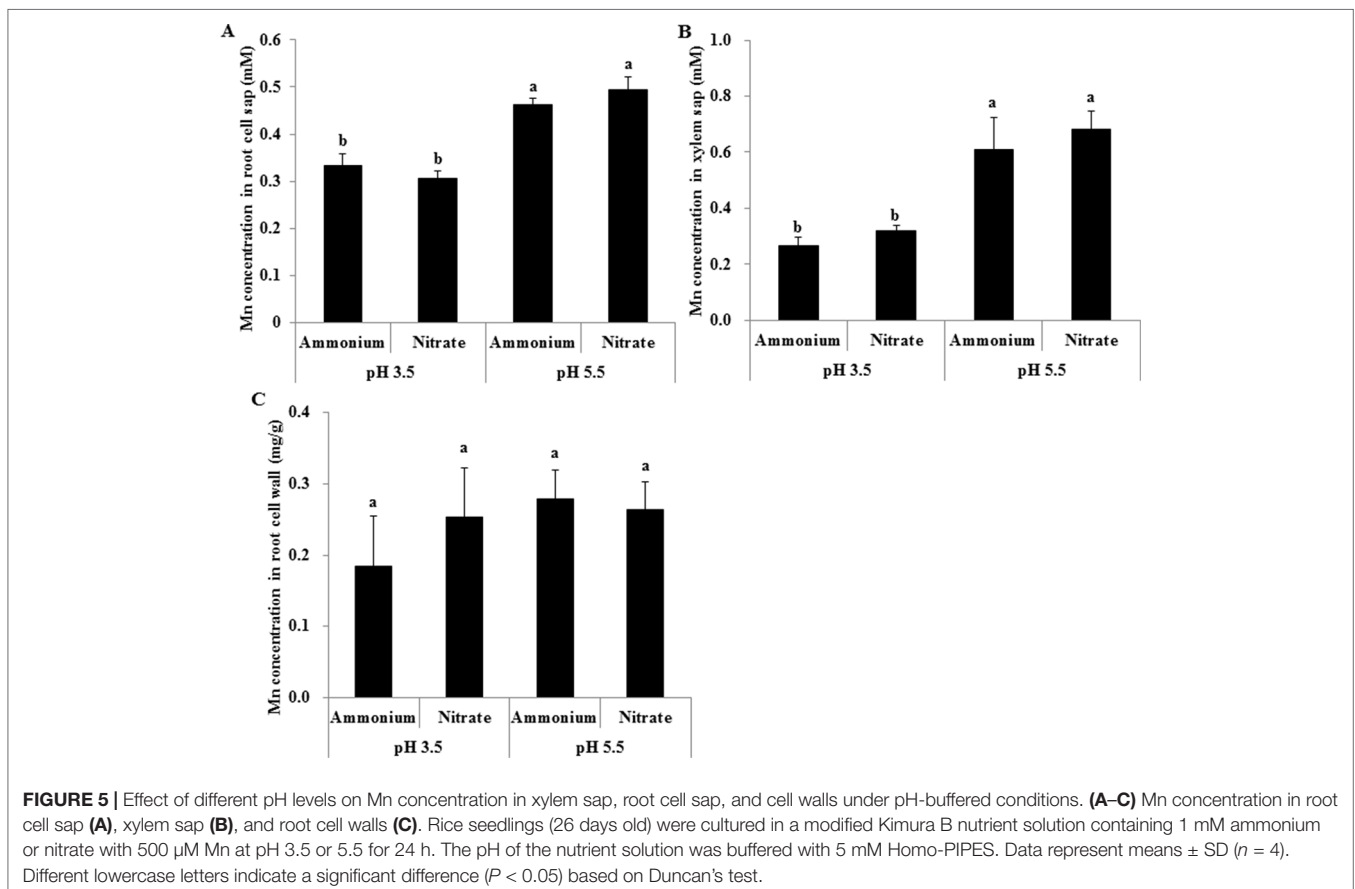 A
Mn concentration in root cell sap (mM)
0.6
0.5
0.4
0.3
0.2
0.1
0
b
b
a
a
Ammonium Nitrate Ammonium Nitrate
pH 3.5 pH 5.5
B
Mn concentration in xylem sap (mM)
1.0
0.8
0.6
0.4
0.2
0.0
b
b
a
a
Ammonium Nitrate Ammonium Nitrate
pH 3.5 pH 5.5
C
Mn concentration in root cell wall (mg/g)
0.4
0.3
0.2
0.1
0.0
a
a
a
a
Ammonium Nitrate Ammonium Nitrate
pH 3.5 pH 5.5
FIGURE 5 | Effect of different pH levels on Mn concentration in xylem sap, root cell sap, and cell walls under pH-buffered conditions. (A–C) Mn concentration in root
cell sap (A), xylem sap (B), and root cell walls (C). Rice seedlings (26 days old) were cultured in a modified Kimura B nutrient solution containing 1 mM ammonium
or nitrate with 500 µM Mn at pH 3.5 or 5.5 for 24 h. The pH of the nutrient solution was buffered with 5 mM Homo-PIPES. Data represent means ± SD (n = 4).
Different lowercase letters indicate a significant difference (P < 0.05) based on Duncan's test.